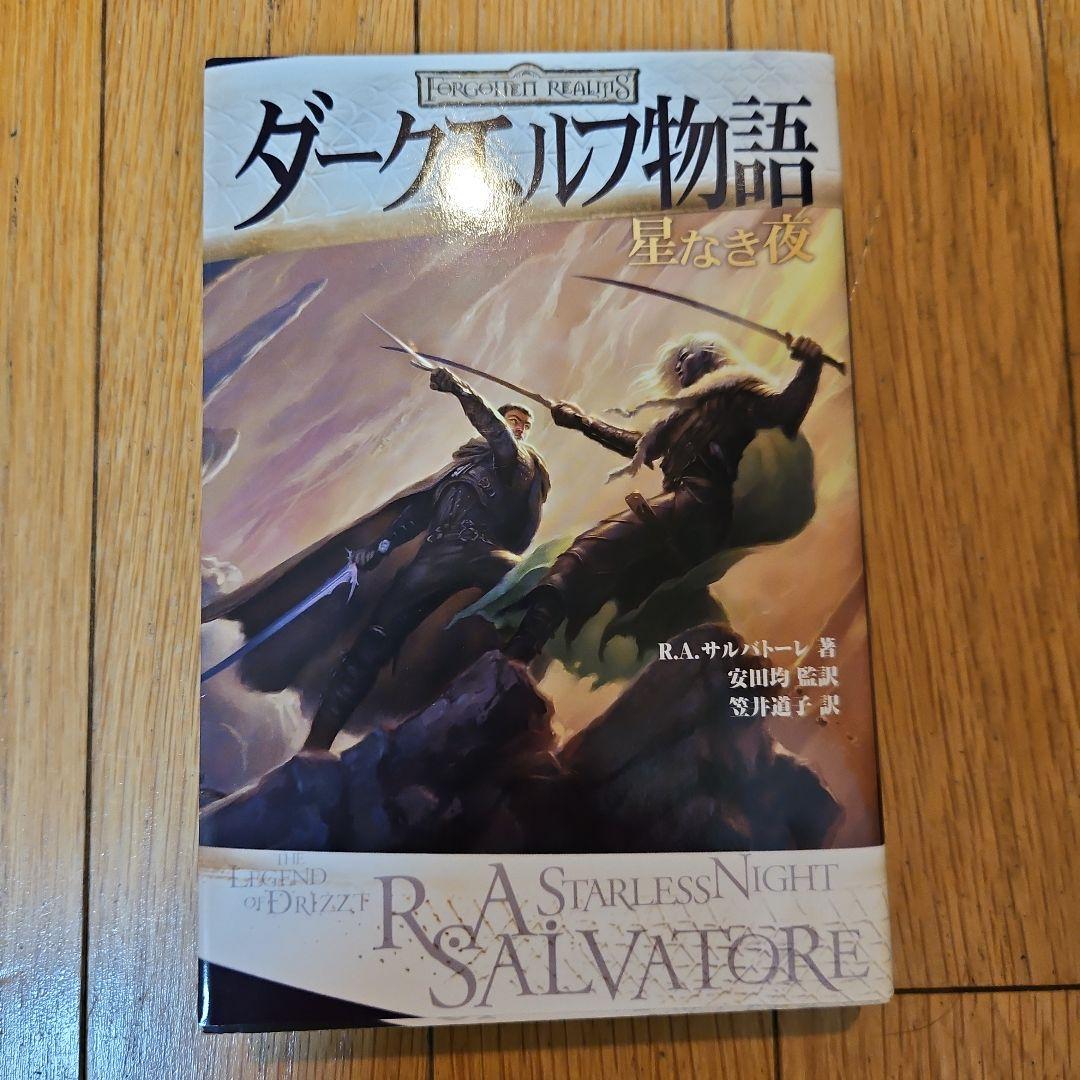 FORGOTTEN REALMS
ダークエルフ物語
星なき夜
R.A.サルバトーレ 著
安田均 監訳
笠井道子 訳
THE
LEGEND
OF DRIZZT
STARLESS NIGHT
R.A.
SALVATORE